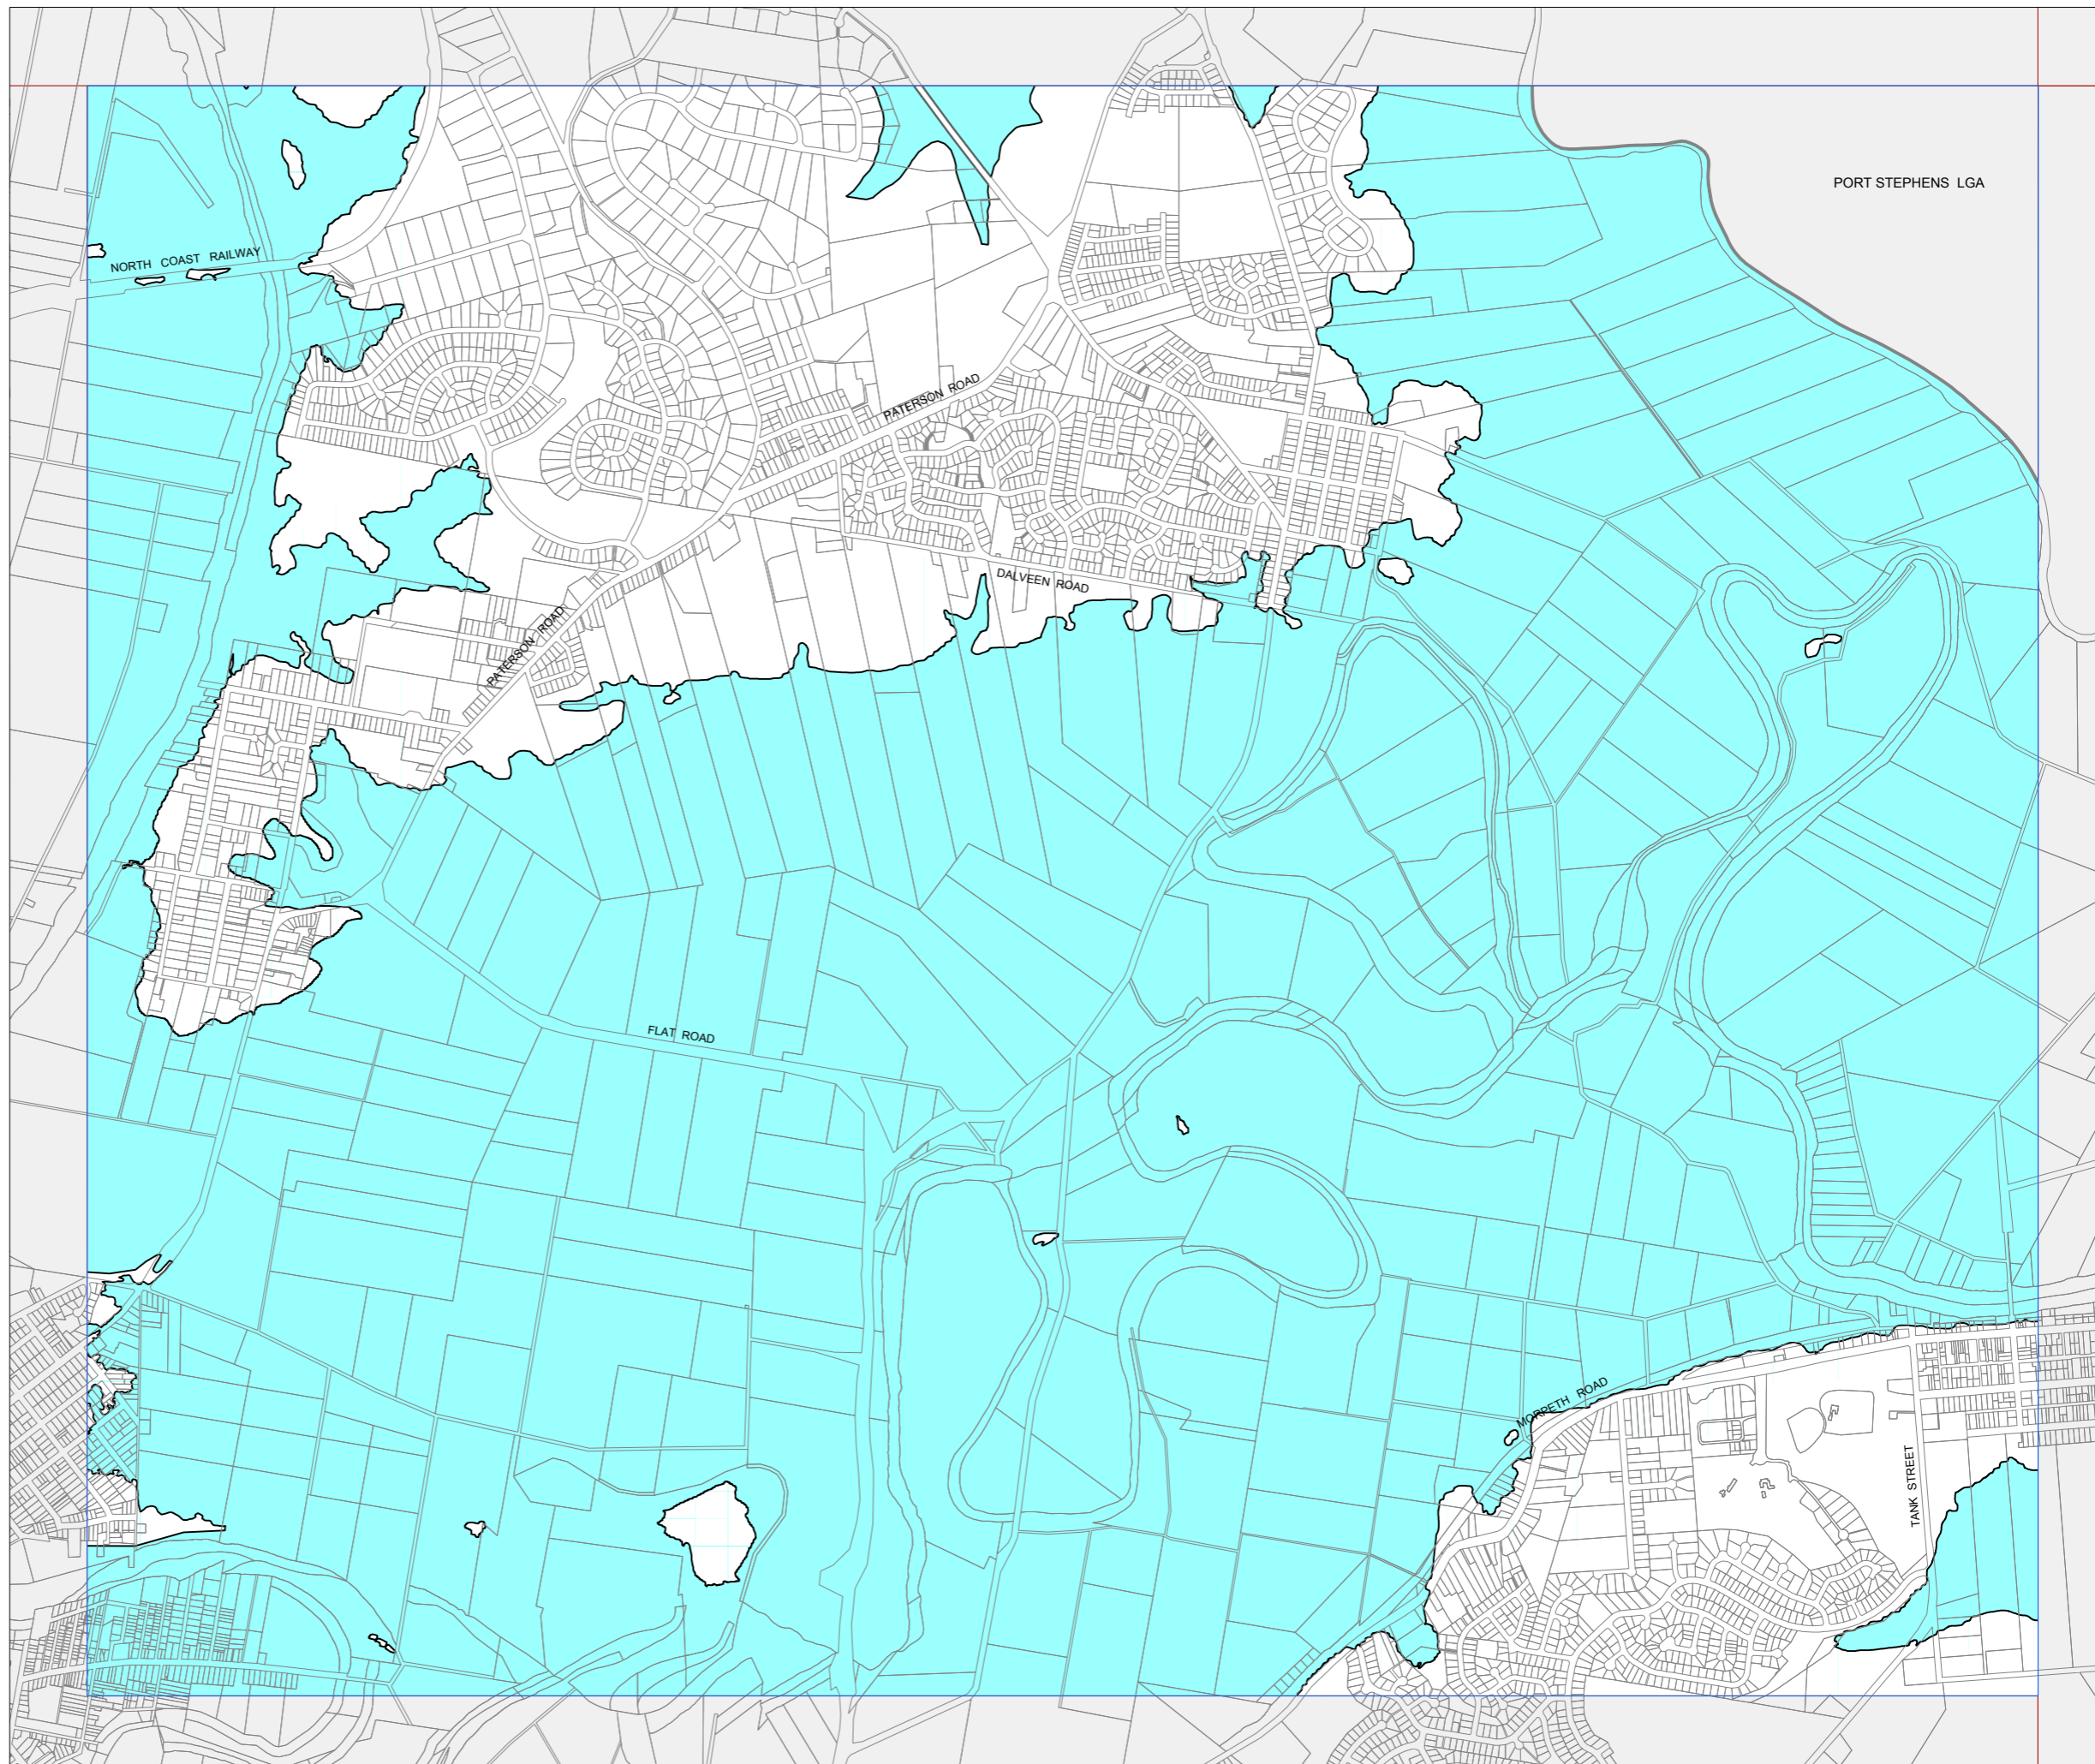 PORT STEPHENS LGA
NORTH COAST RAILWAY
PATERSON ROAD
DALVEEN ROAD
PATERSON ROAD
FLAT ROAD
MORPETH ROAD
TANK STREET